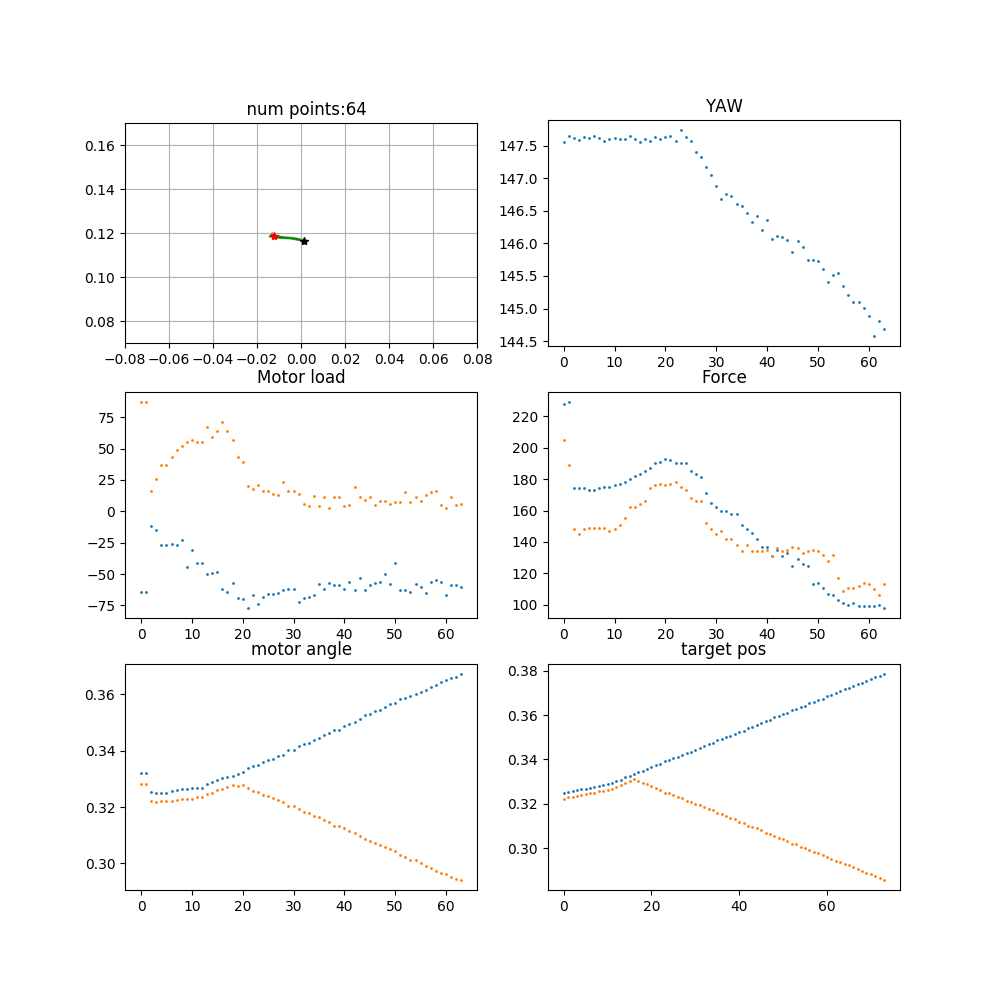 num points:64
YAW
0.16
0.14
0.12
0.10
0.08
−0.08 −0.06 −0.04 −0.02 0.00 0.02 0.04 0.06 0.08
147.5
147.0
146.5
146.0
145.5
145.0
144.5
0 10 20 30 40 50 60
Motor load
Force
75
50
25
0
−25
−50
−75
0 10 20 30 40 50 60
220
200
180
160
140
120
100
0 10 20 30 40 50 60
motor angle
target pos
0.36
0.34
0.32
0.30
0 10 20 30 40 50 60
0.38
0.36
0.34
0.32
0.30
0 20 40 60